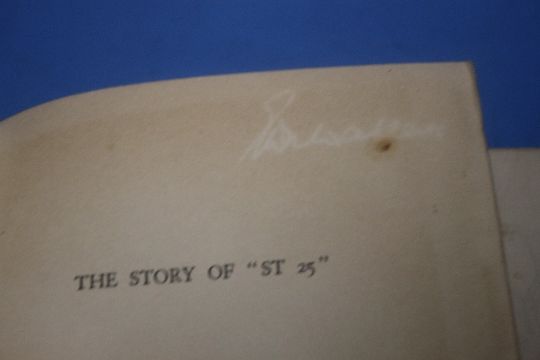 THE STORY OF "ST 25"